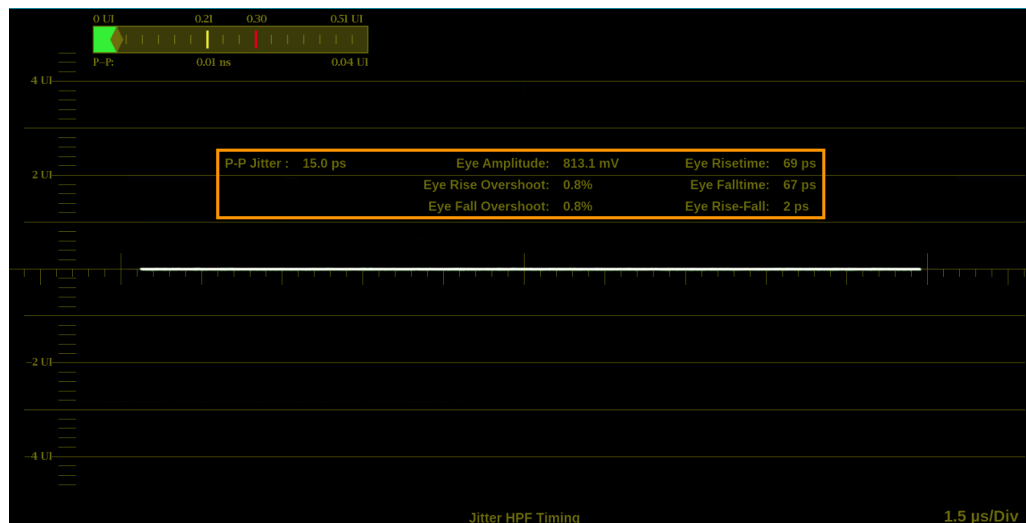 0 UI 0.21 0.30 0.51 UI
P-P: 0.01 ns 0.04 UI
4 UI
P-P Jitter : 15.0 ps Eye Amplitude: 813.1 mV Eye Risetime: 69 ps
2 UI
Eye Rise Overshoot: 0.8% Eye Falltime: 67 ps
Eye Fall Overshoot: 0.8% Eye Rise-Fall: 2 ps
-2 UI
-4 UI
Jitter HPF Timing 1.5 µs/Div